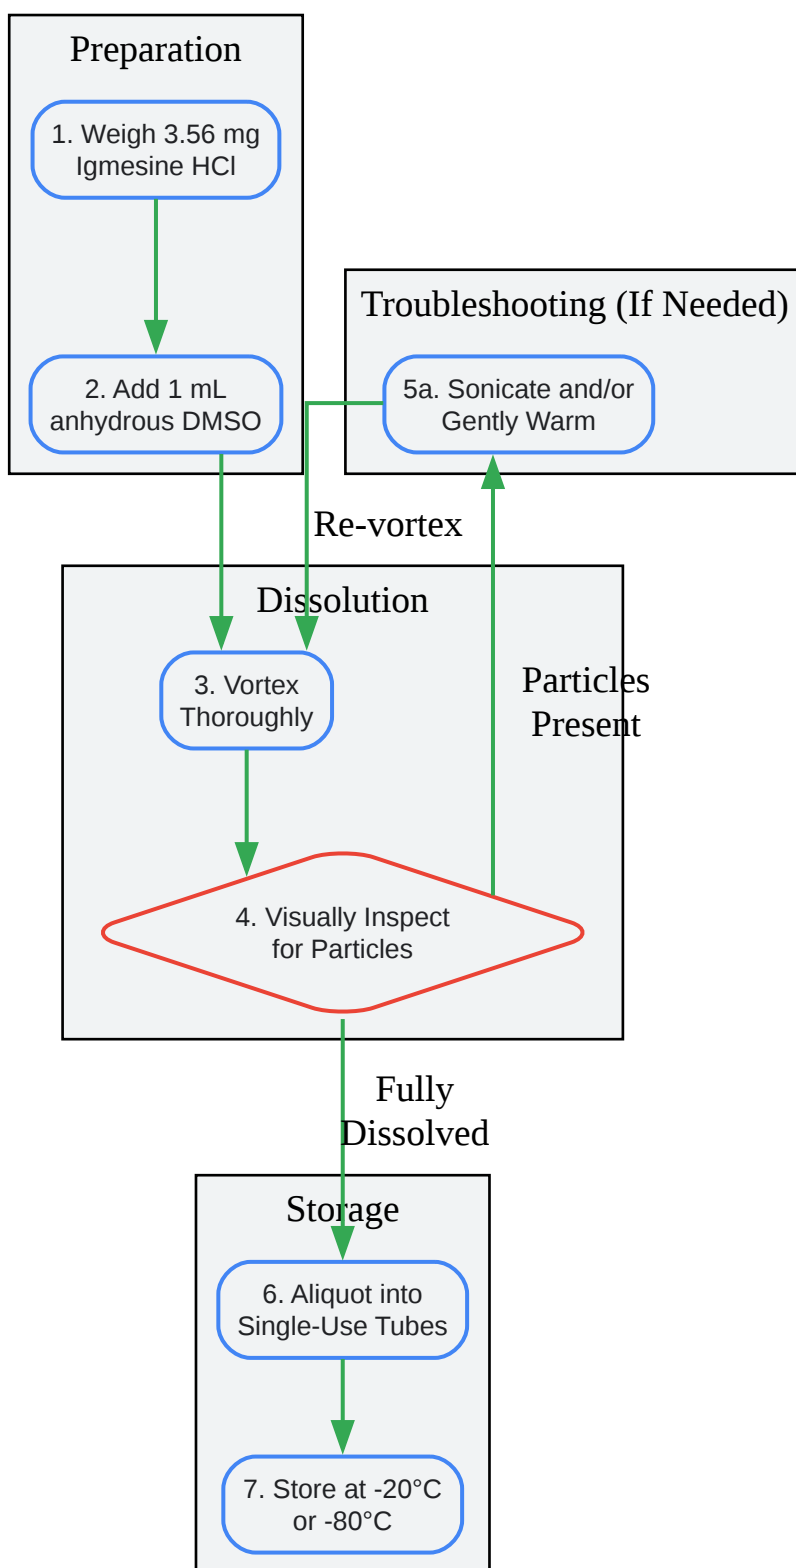 Preparation
1. Weigh 3.56 mg
Igmesine HCl
2. Add 1 mL
anhydrous DMSO
Troubleshooting (If Needed)
5a. Sonicate and/or
Gently Warm
Re-vortex
Dissolution
3. Vortex
Thoroughly
Particles
Present
4. Visually Inspect
for Particles
Fully
Dissolved
Storage
6. Aliquot into
Single-Use Tubes
7. Store at -20°C
or -80°C